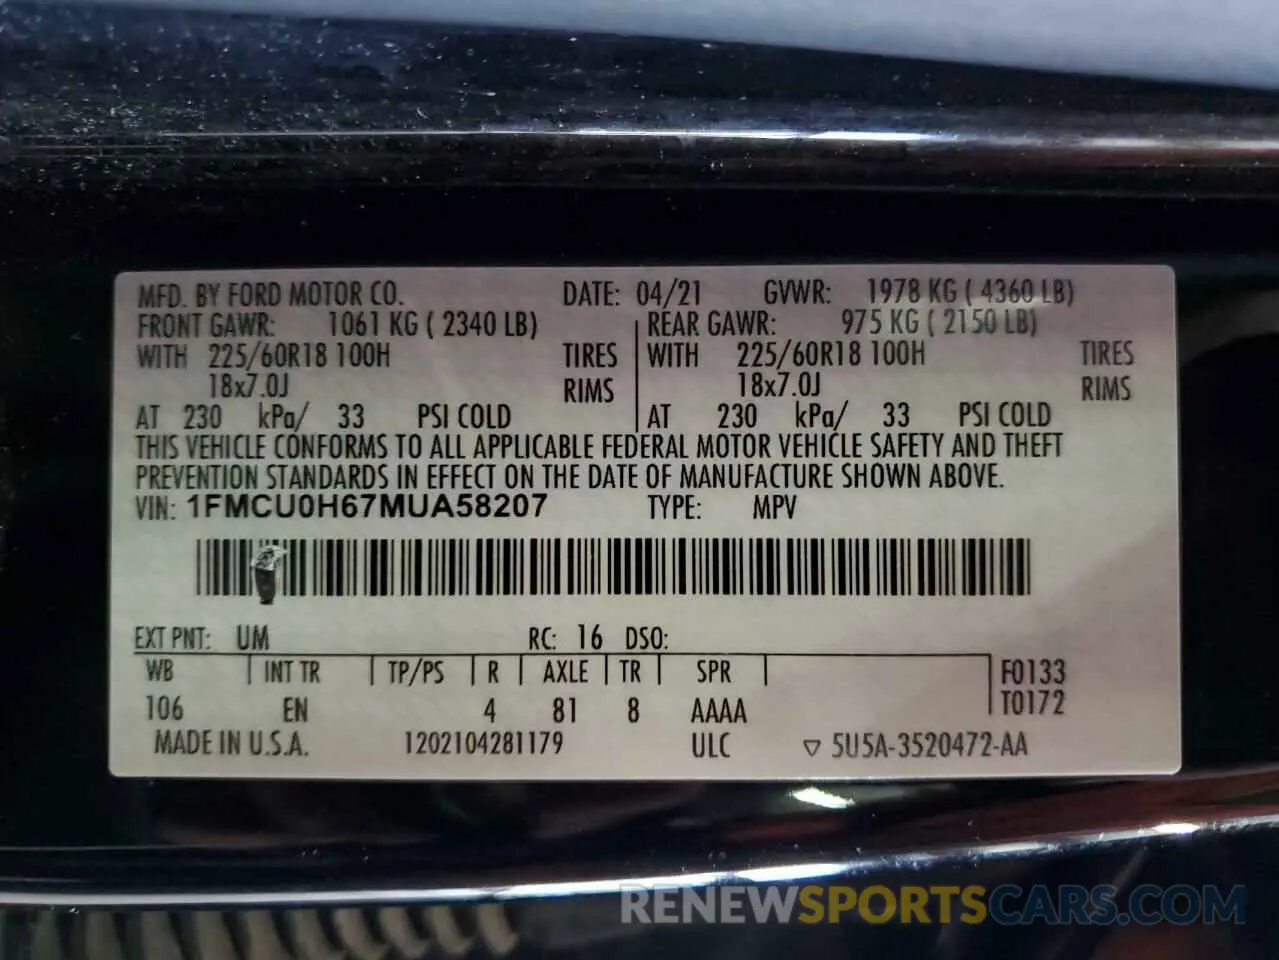 MFD. BY FORD MOTOR CO. DATE: 04/21 GVWR: 1978 KG ( 4360 LB)
FRONT GAWR: 1061 KG ( 2340 LB) REAR GAWR: 975 KG ( 2150 LB)
WITH 225/60R18 100H TIRES WITH 225/60R18 100H TIRES
18x7.0J RIMS 18x7.0J RIMS
AT 230 kPa/ 33 PSI COLD AT 230 kPa/ 33 PSI COLD
THIS VEHICLE CONFORMS TO ALL APPLICABLE FEDERAL MOTOR VEHICLE SAFETY AND THEFT
PREVENTION STANDARDS IN EFFECT ON THE DATE OF MANUFACTURE SHOWN ABOVE.
VIN: 1FMCU0H67MUA58207 TYPE: MPV
EXT PNT: UM RC: 16 DSO:
WB INT TR TP/PS R AXLE TR SPR F0133
106 EN 4 81 8 AAAA T0172
MADE IN U.S.A. 1202104281179 ULC ▽ 5U5A-3520472-AA
RENEWSPORTSCARS.COM